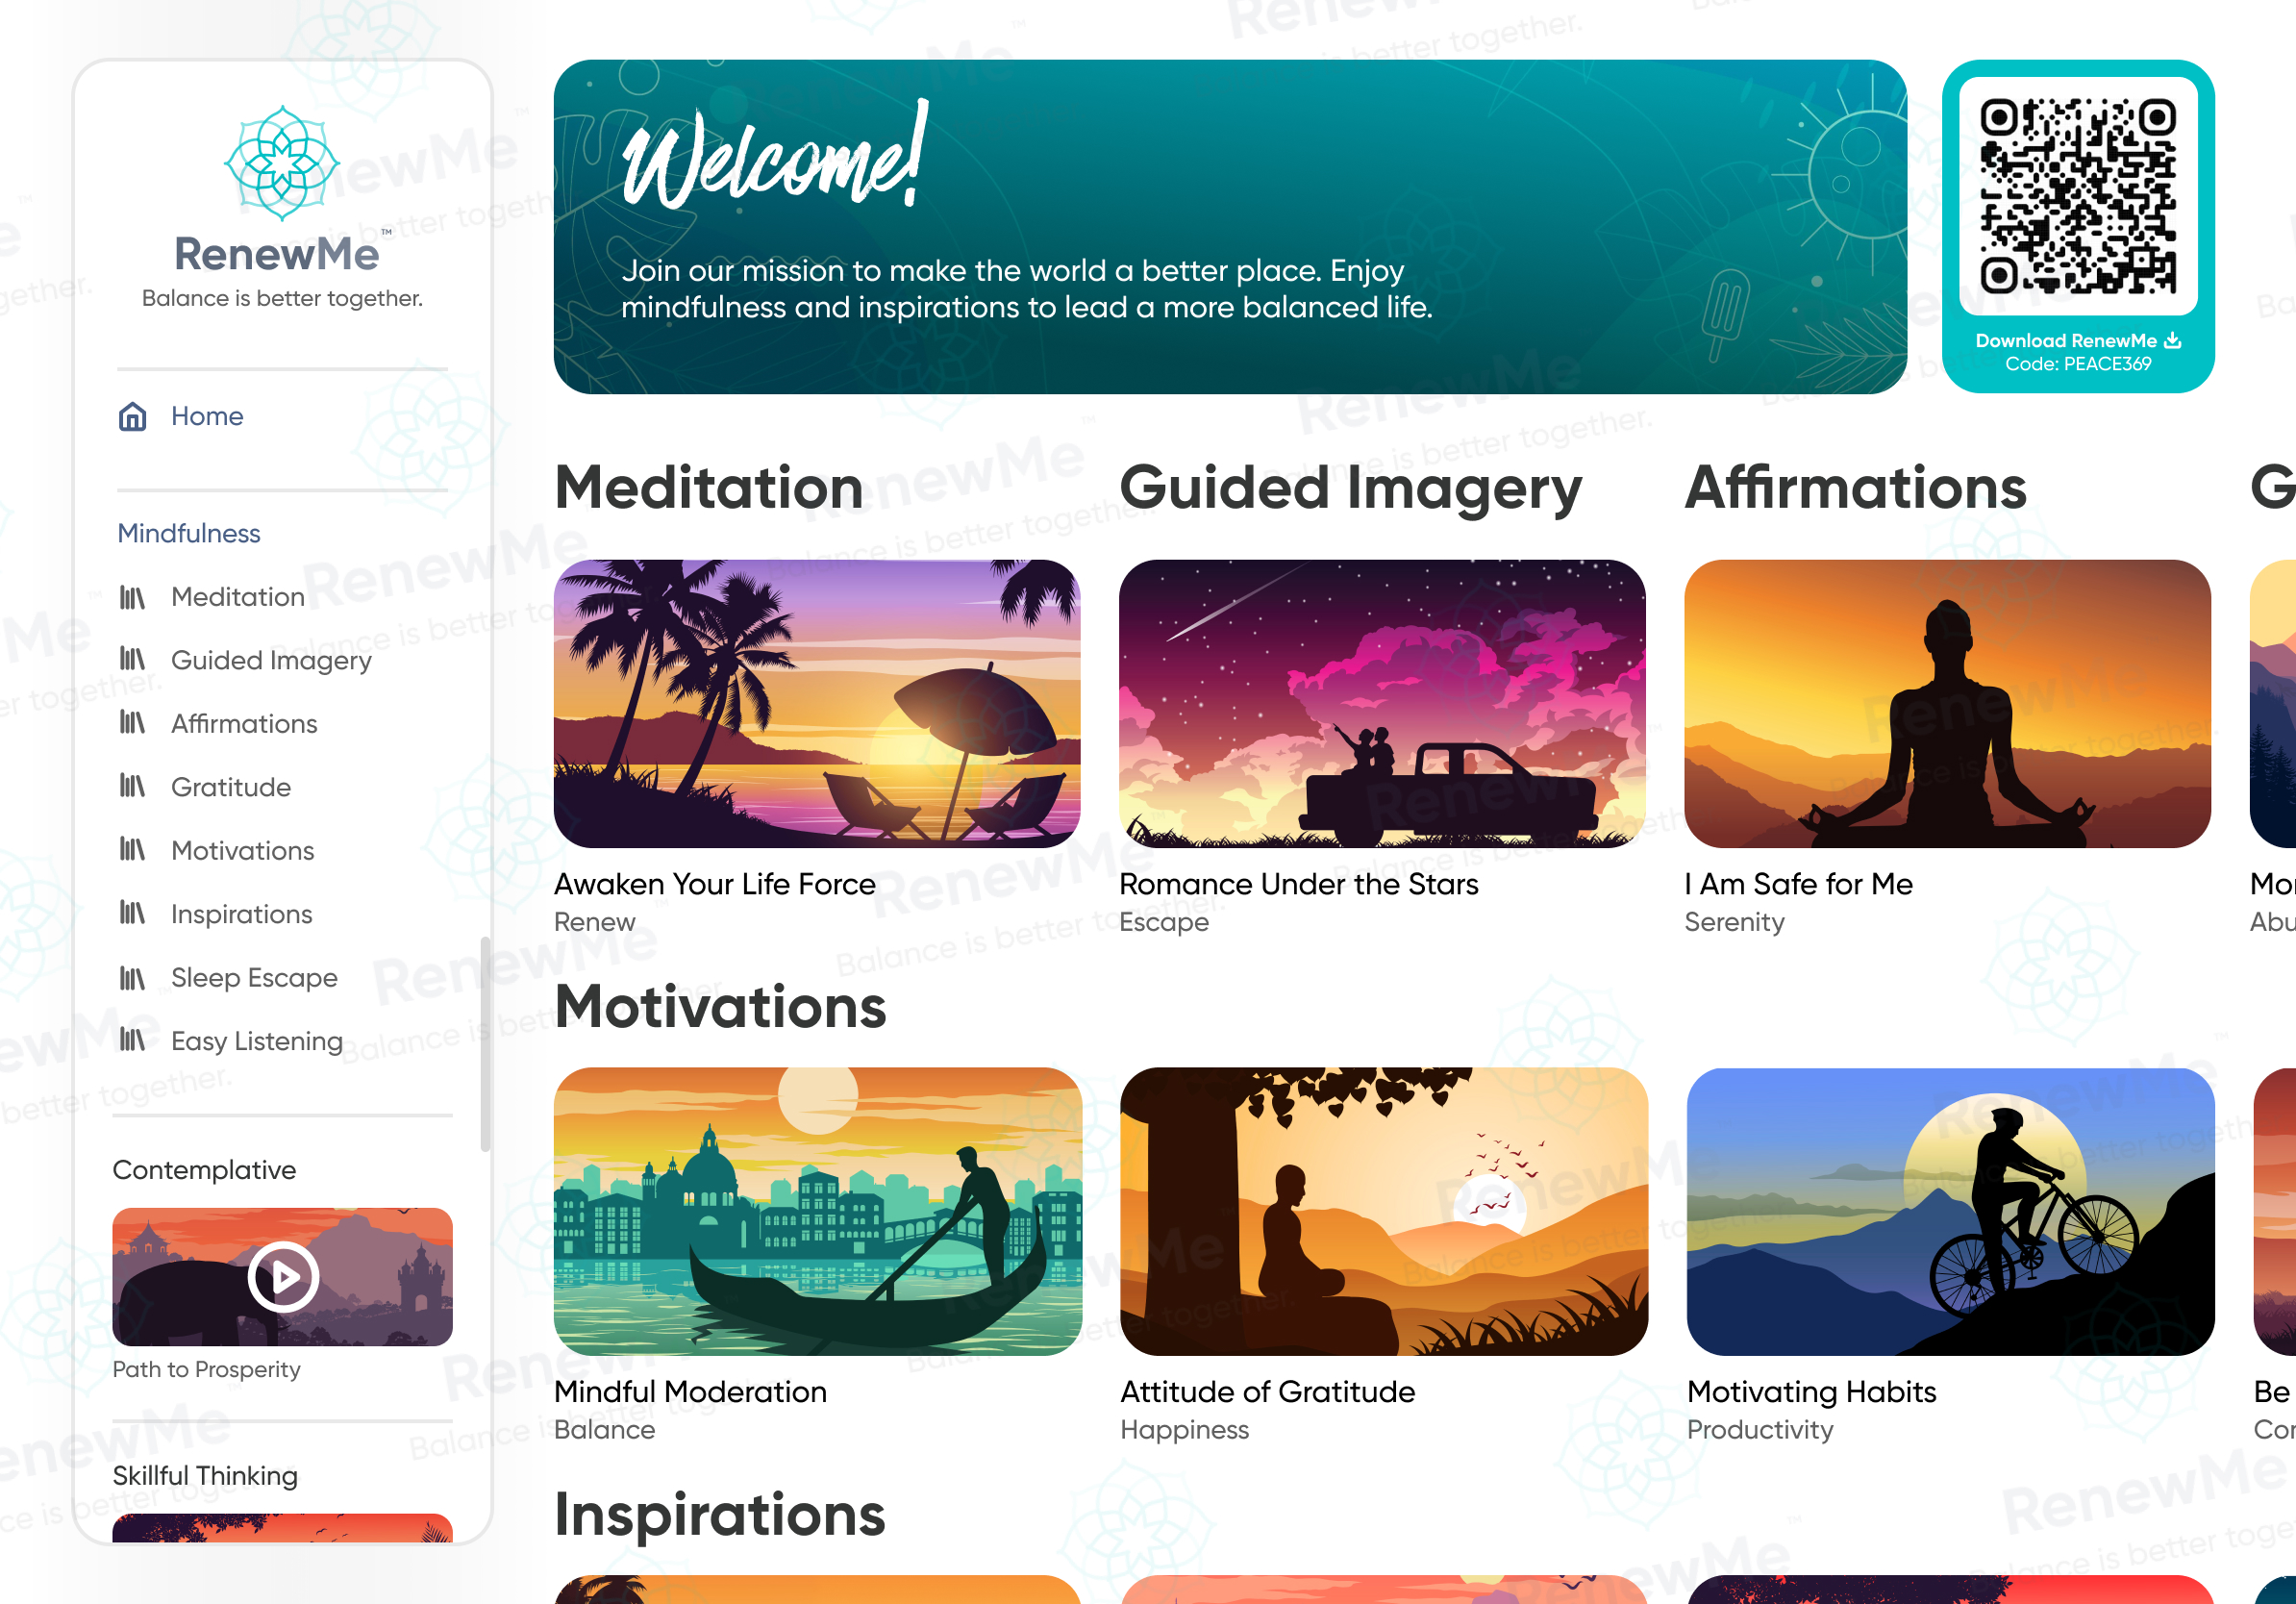 RenewMe™
Balance is better together.
Home
Mindfulness
Meditation
Guided Imagery
Affirmations
Gratitude
Motivations
Inspirations
Sleep Escape
Easy Listening
Contemplative
Path to Prosperity
Skillful Thinking
Welcome!
Join our mission to make the world a better place. Enjoy
mindfulness and inspirations to lead a more balanced life.
Download RenewMe
Code: PEACE369
Meditation
Awaken Your Life Force
Renew
Guided Imagery
Romance Under the Stars
Escape
Affirmations
I Am Safe for Me
Serenity
G
Mor
Abu
Motivations
Mindful Moderation
Balance
Attitude of Gratitude
Happiness
Motivating Habits
Productivity
Be
Cor
Inspirations